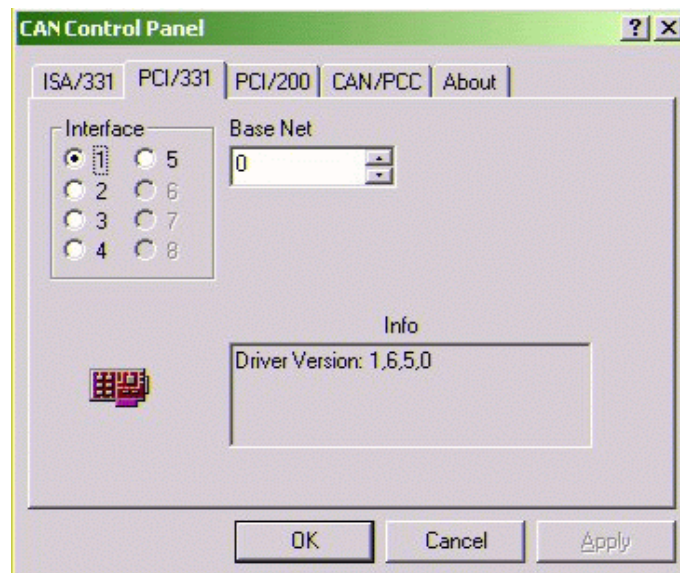 CAN Control Panel
ISA/331 PCI/331 PCI/200 CAN/PCC About
Interface
1 5
2 6
3 7
4 8
Base Net
0
Info
Driver Version: 1,6,5,0
OK Cancel Apply